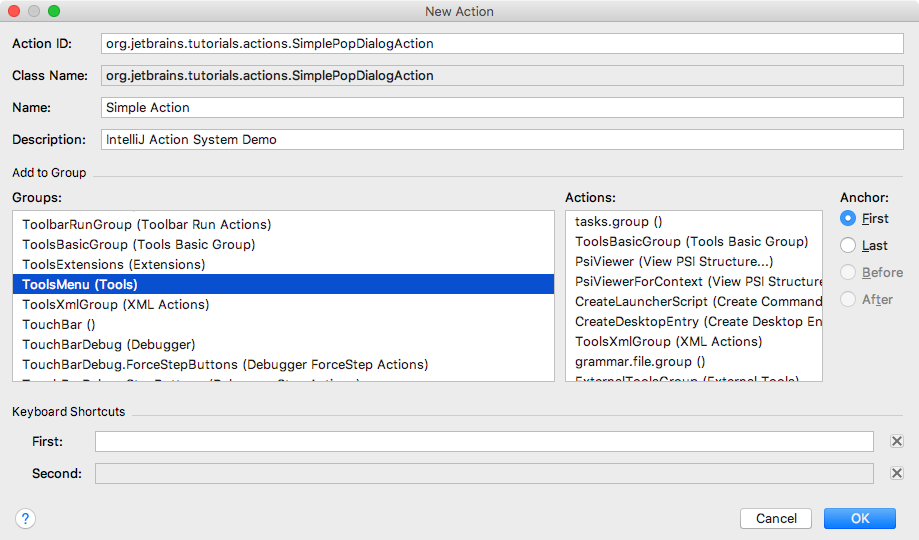 New Action
Action ID: org.jetbrains.tutorials.actions.SimplePopDialogAction
Class Name: org.jetbrains.tutorials.actions.SimplePopDialogAction
Name: Simple Action
Description: IntelliJ Action System Demo
Add to Group
Groups:
ToolbarRunGroup (Toolbar Run Actions)
ToolsBasicGroup (Tools Basic Group)
ToolsExtensions (Extensions)
ToolsMenu (Tools)
ToolsXmlGroup (XML Actions)
TouchBar ()
TouchBarDebug (Debugger)
TouchBarDebug.ForceStepButtons (Debugger ForceStep Actions)
Actions:
tasks.group ()
ToolsBasicGroup (Tools Basic Group)
PsiViewer (View PSI Structure...)
PsiViewerForContext (View PSI Structure
CreateLauncherScript (Create Command
CreateDesktopEntry (Create Desktop En
ToolsXmlGroup (XML Actions)
grammar.file.group ()
ExternalToolsGroup (External Tools)
Anchor:
First
Last
Before
After
Keyboard Shortcuts
First:
Second:
?
Cancel
OK